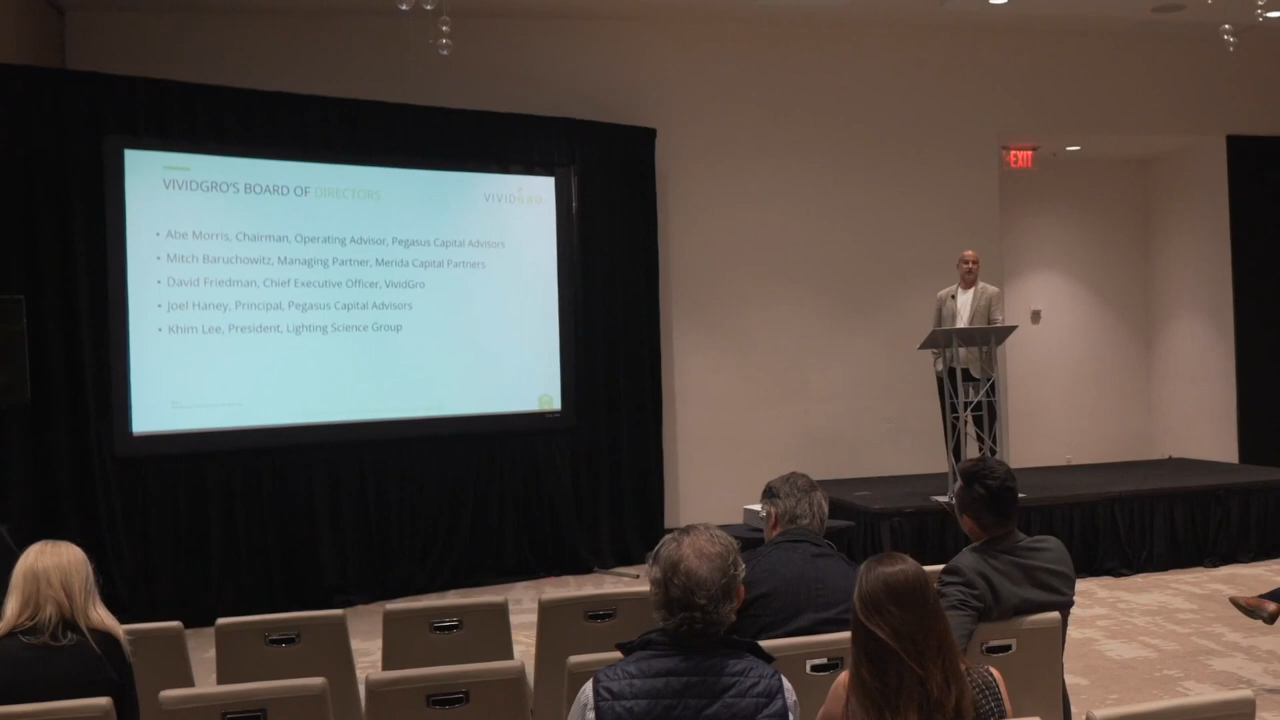 VIVIDGRO'S BOARD OF DIRECTORS
VIVIDGRO
• Abe Morris, Chairman, Operating Advisor, Pegasus Capital Advisors
• Mitch Baruchowitz, Managing Partner, Merida Capital Partners
• David Friedman, Chief Executive Officer, VividGro
• Joel Haney, Principal, Pegasus Capital Advisors
• Khim Lee, President, Lighting Science Group
EXIT